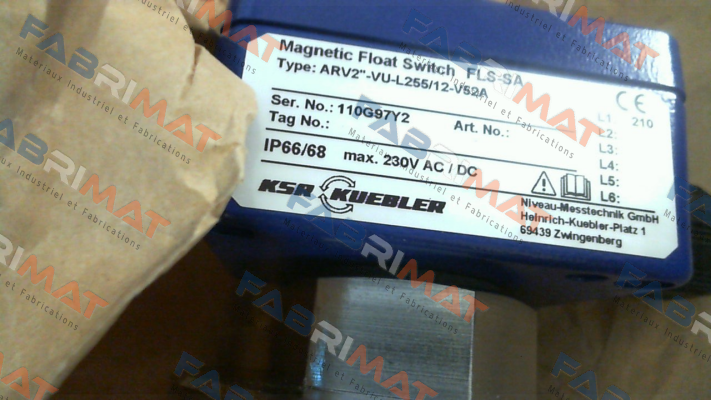 Magnetic Float Switch FLS-SA
Type: ARV2"-VU-L255/12-V52A
Ser. No.: 110G97Y2 Art. No.:
Tag No.:
IP66/68 max. 230V AC / DC
KSR KUEBLER
CE
L1: 210
L2:
L3:
L4:
L5:
L6:
Niveau-Messtechnik GmbH
Heinrich-Kuebler-Platz 1
69439 Zwingenberg
FABRIMAT
Materiaux Industriel et Fabrications